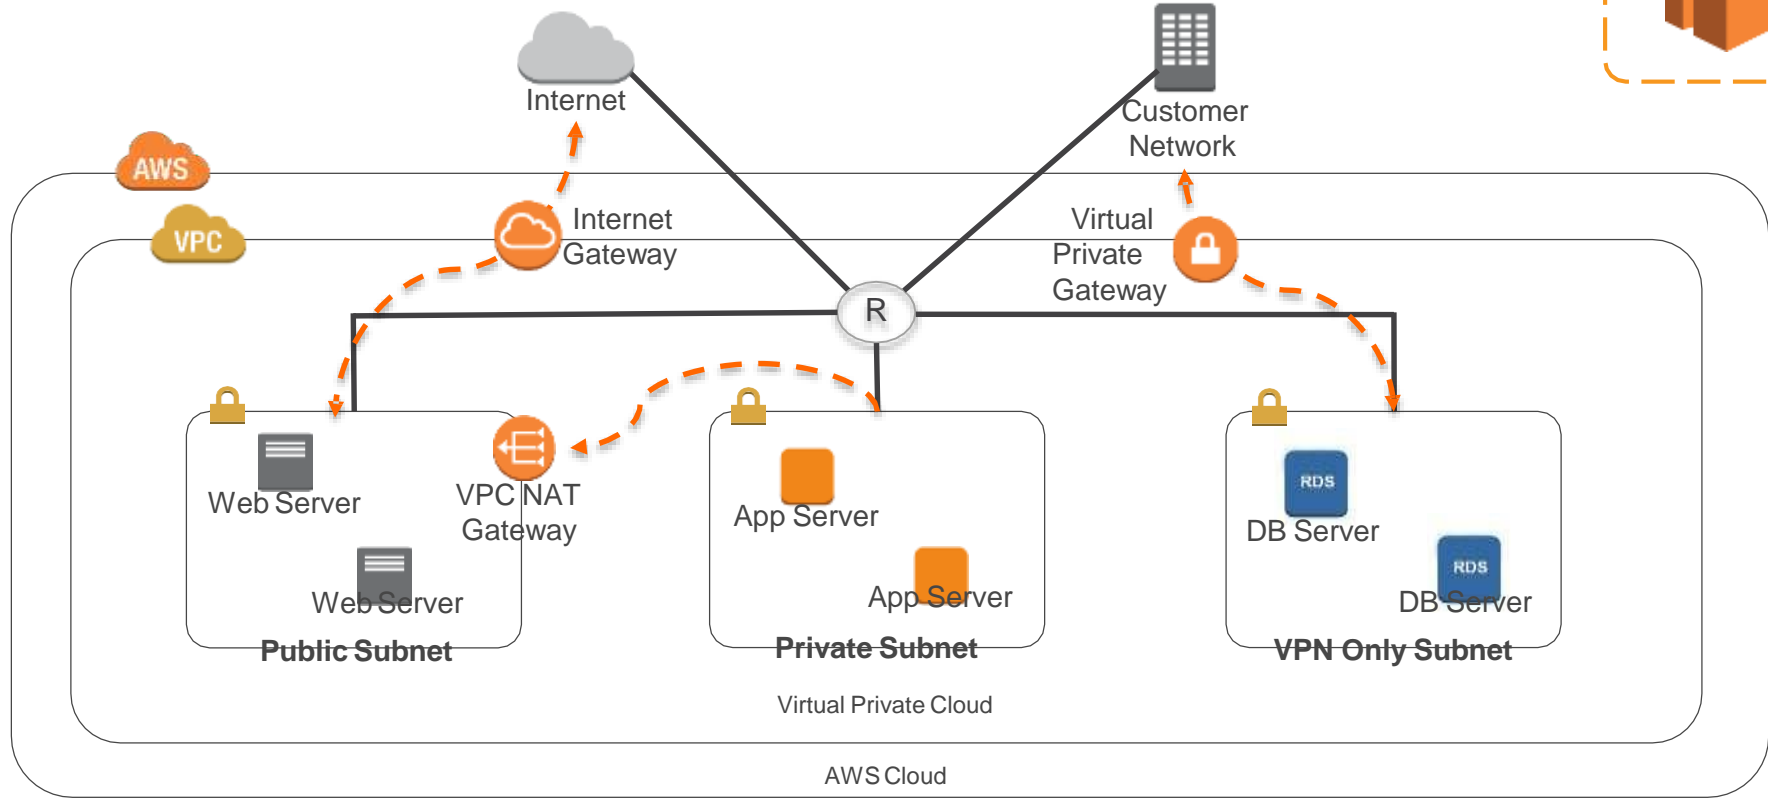 Internet
Customer
Network
AWS
VPC
Internet
Gateway
Virtual
Private
Gateway
R
Web Server
VPC NAT
Gateway
Web Server
Public Subnet
App Server
App Server
Private Subnet
RDS
DB Server
RDS
DB Server
VPN Only Subnet
Virtual Private Cloud
AWS Cloud